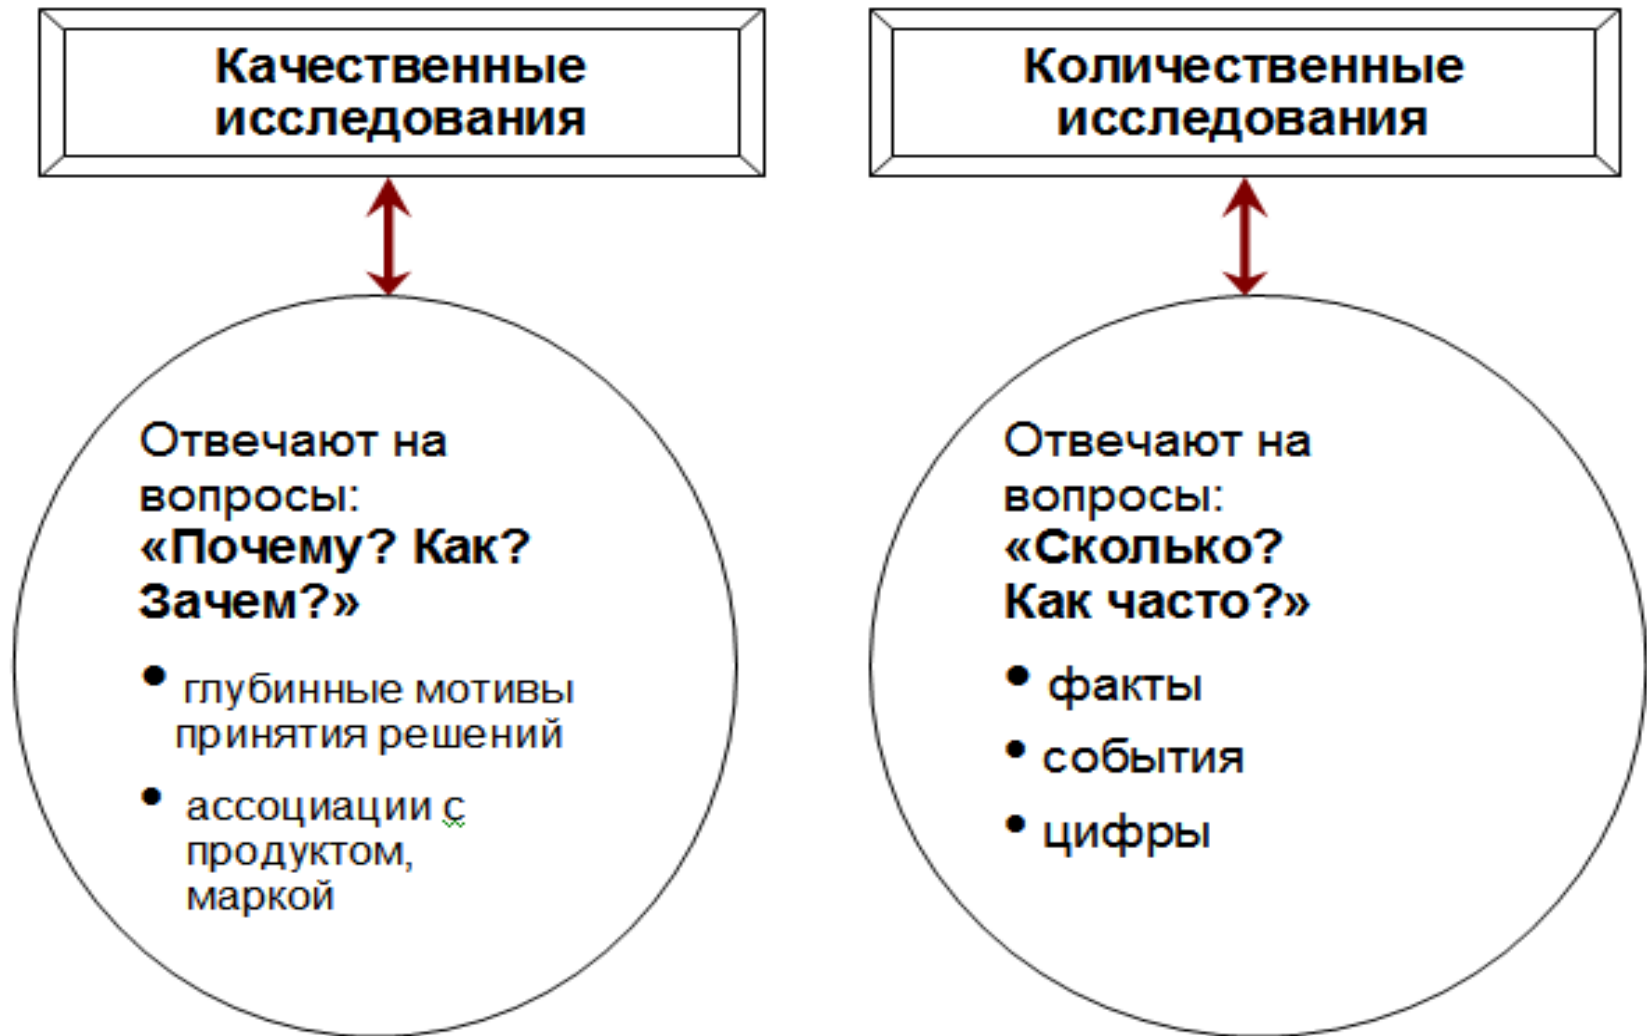 Качественные
исследования
Отвечают на
вопросы:
«Почему? Как?
Зачем?»
• глубинные мотивы
принятия решений
• ассоциации с
продуктом,
маркой
Количественные
исследования
Отвечают на
вопросы:
«Сколько?
Как часто?»
• факты
• события
• цифры